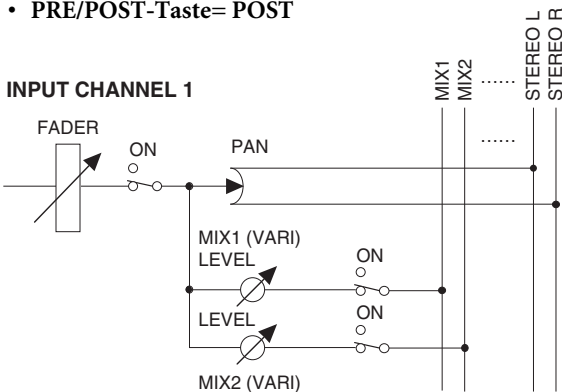 • PRE/POST-Taste= POST
INPUT CHANNEL 1
MIX1
MIX2
......
STEREO L
STEREO R
......
FADER
ON
PAN
MIX1 (VARI)
LEVEL
ON
LEVEL
ON
MIX2 (VARI)